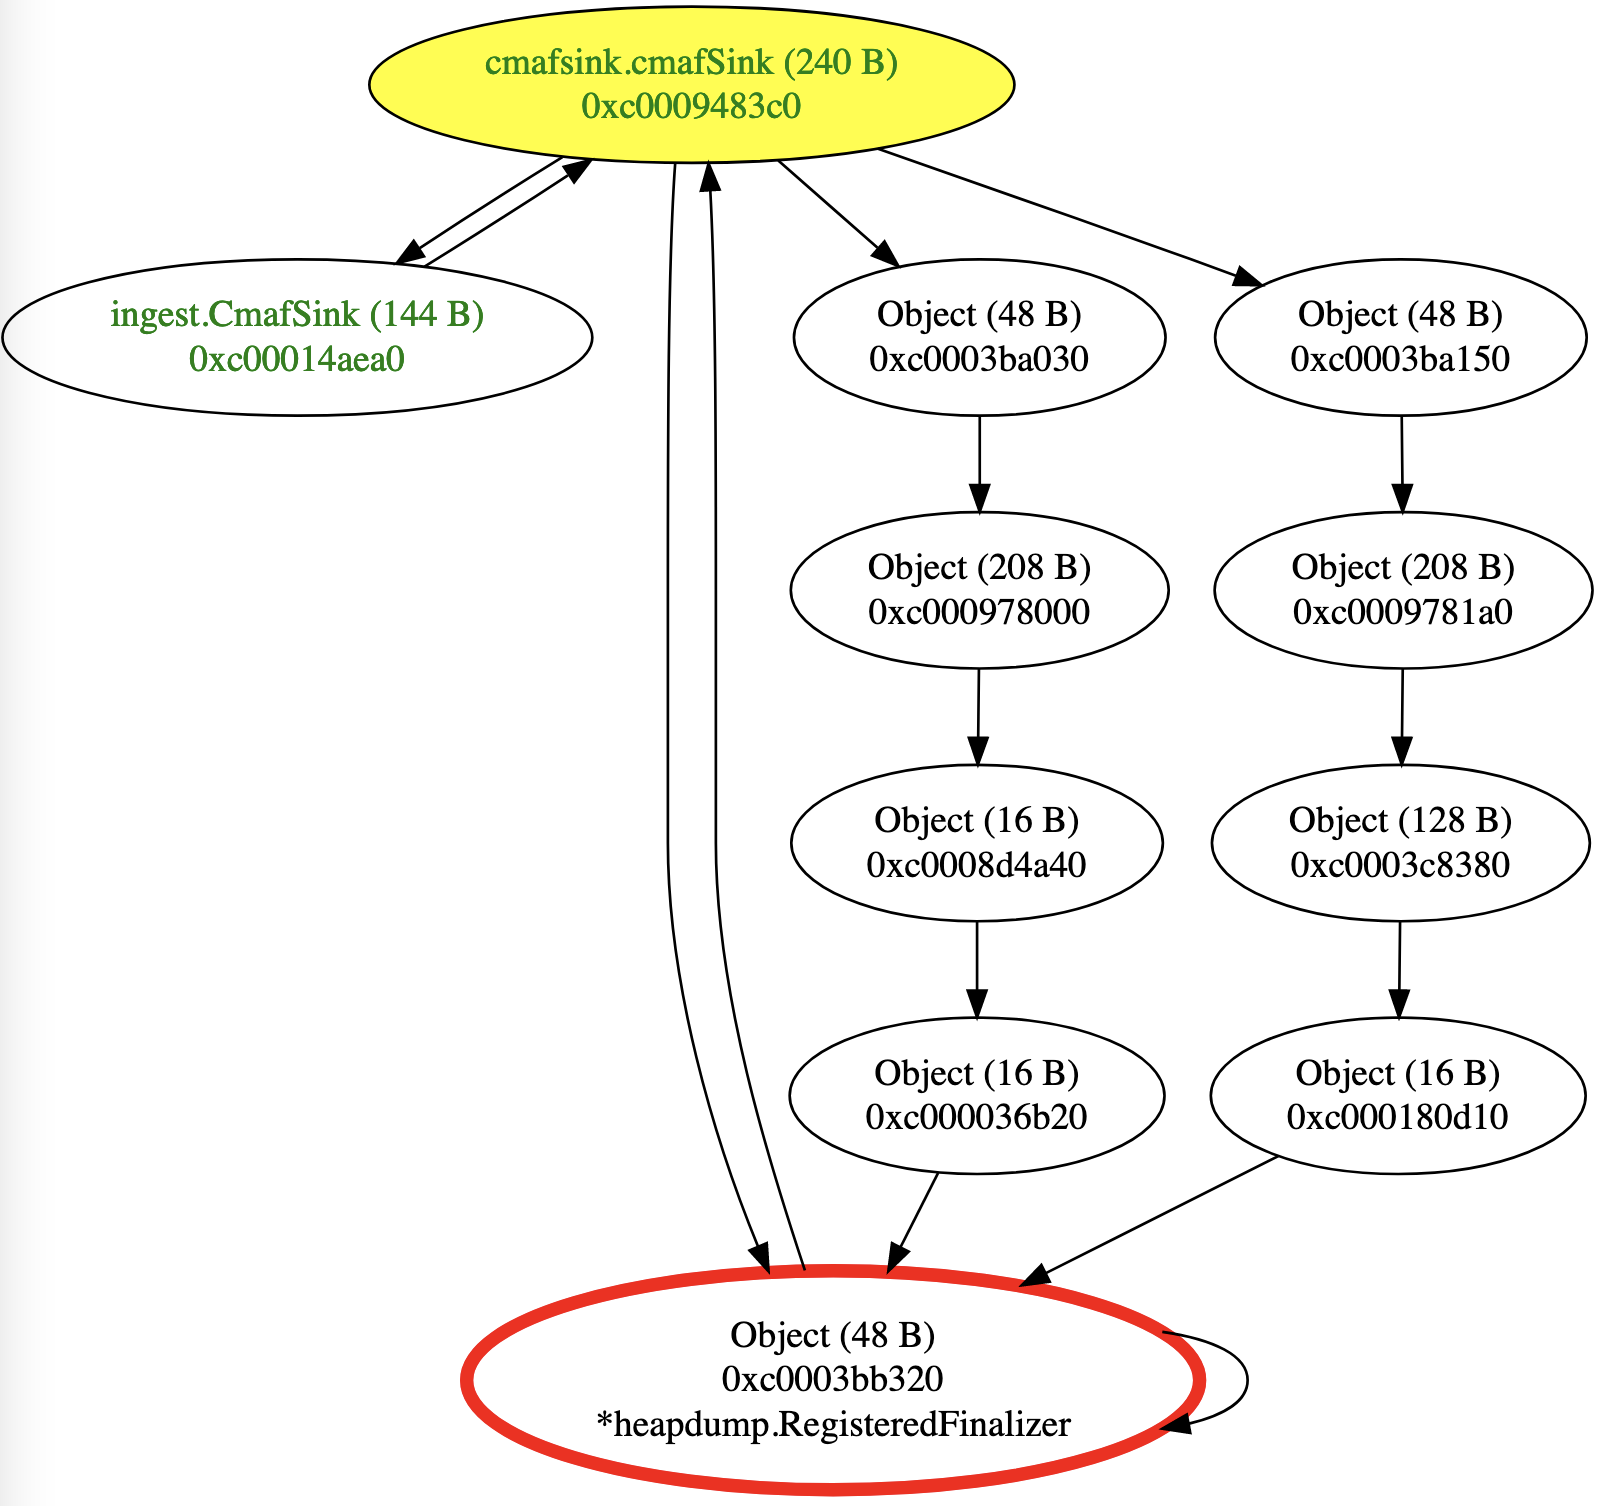 cmafsink.cmafSink (240 B)
0xc0009483c0
ingest.CmafSink (144 B)
0xc00014aea0
Object (48 B)
0xc0003ba030
Object (48 B)
0xc0003ba150
Object (208 B)
0xc000978000
Object (208 B)
0xc0009781a0
Object (16 B)
0xc0008d4a40
Object (128 B)
0xc0003c8380
Object (16 B)
0xc000036b20
Object (16 B)
0xc000180d10
Object (48 B)
0xc0003bb320
*heapdump.RegisteredFinalizer